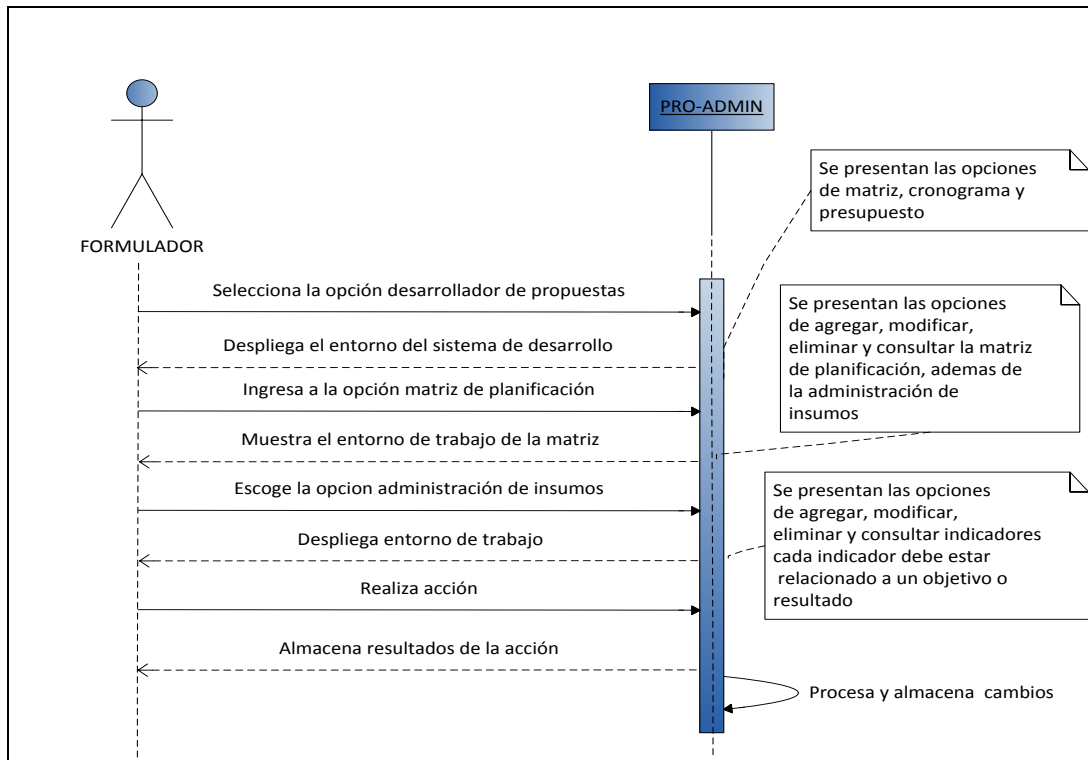 PRO-ADMIN
Se presentan las opciones
de matriz, cronograma y
presupuesto
FORMULADOR
Selecciona la opción desarrollador de propuestas
Se presentan las opciones
de agregar, modificar,
eliminar y consultar la matriz
de planificación, ademas de
la administración de
insumos
Despliega el entorno del sistema de desarrollo
Ingresa a la opción matriz de planificación
Muestra el entorno de trabajo de la matriz
Escoge la opcion administración de insumos
Se presentan las opciones
de agregar, modificar,
eliminar y consultar indicadores
cada indicador debe estar
relacionado a un objetivo o
resultado
Despliega entorno de trabajo
Realiza acción
Almacena resultados de la acción
Procesa y almacena cambios